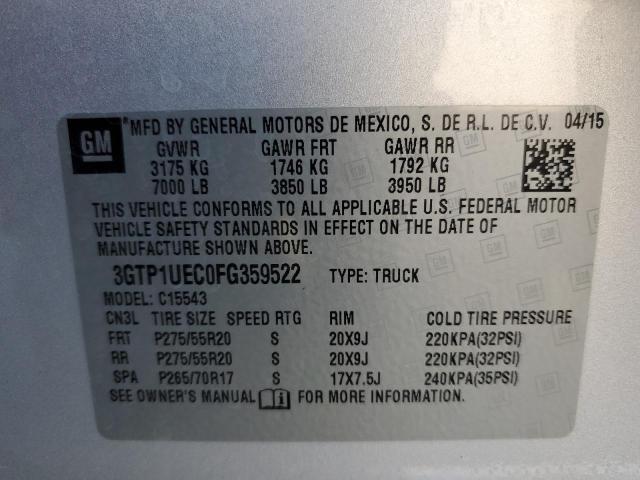 GM *MFD BY GENERAL MOTORS DE MEXICO, S. DE R.L. DE C.V. 04/15
GVWR GAWR FRT GAWR RR
3175 KG 1746 KG 1792 KG
7000 LB 3850 LB 3950 LB
THIS VEHICLE CONFORMS TO ALL APPLICABLE U.S. FEDERAL MOTOR
VEHICLE SAFETY STANDARDS IN EFFECT ON THE DATE OF
MANUFACTURE SHOWN ABOVE.
3GTP1UEC0FG359522 TYPE: TRUCK
MODEL: C15543
CN3L TIRE SIZE SPEED RTG RIM COLD TIRE PRESSURE
FRT P275/55R20 S 20X9J 220KPA(32PSI)
RR P275/55R20 S 20X9J 220KPA(32PSI)
SPA P265/70R17 S 17X7.5J 240KPA(35PSI)
SEE OWNER'S MANUAL i FOR MORE INFORMATION.